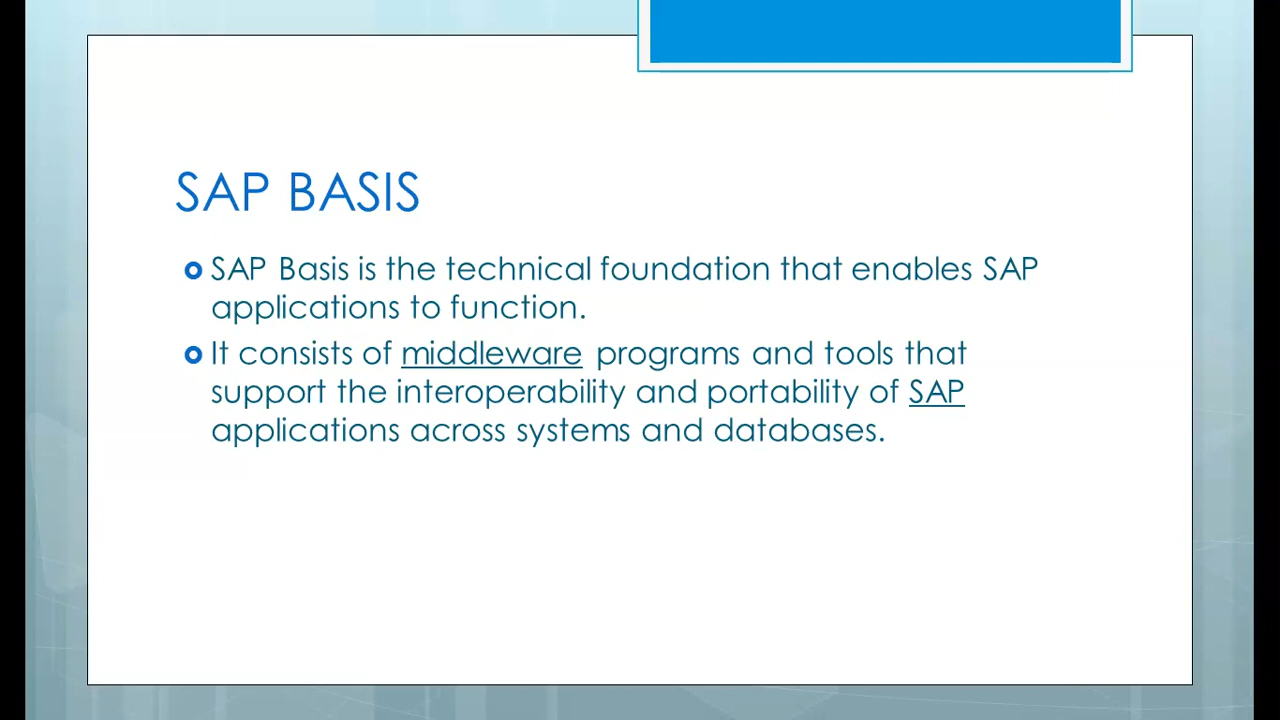 SAP BASIS
SAP Basis is the technical foundation that enables SAP
applications to function.
It consists of middleware programs and tools that
support the interoperability and portability of SAP
applications across systems and databases.